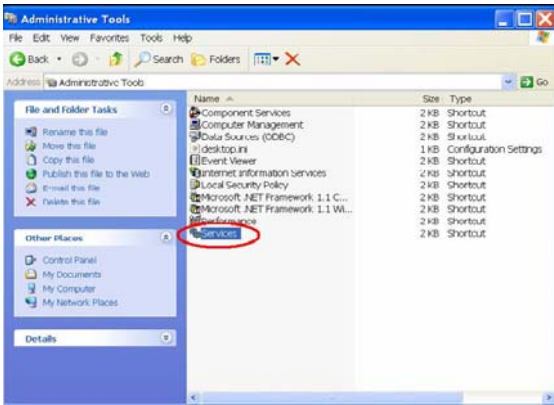 Administrative Tools
File Edit View Favorites Tools Help
Back Search Folders
Address Administrative Tools Go
Name Size Type
File and Folder Tasks
Rename this file
Move this file
Copy this file
Publish this file to the Web
E-mail this file
Delete this file
Other Places
Control Panel
My Documents
My Computer
My Network Places
Details
Component Services 2 KB Shortcut
Computer Management 2 KB Shortcut
Data Sources (ODBC) 2 KB Shortcut
desktop.ini 1 KB Configuration Settings
Event Viewer 2 KB Shortcut
Internet Information Services 2 KB Shortcut
Local Security Policy 2 KB Shortcut
Microsoft .NET Framework 1.1 C... 2 KB Shortcut
Microsoft .NET Framework 1.1 Wi... 2 KB Shortcut
Performance 2 KB Shortcut
Services 2 KB Shortcut